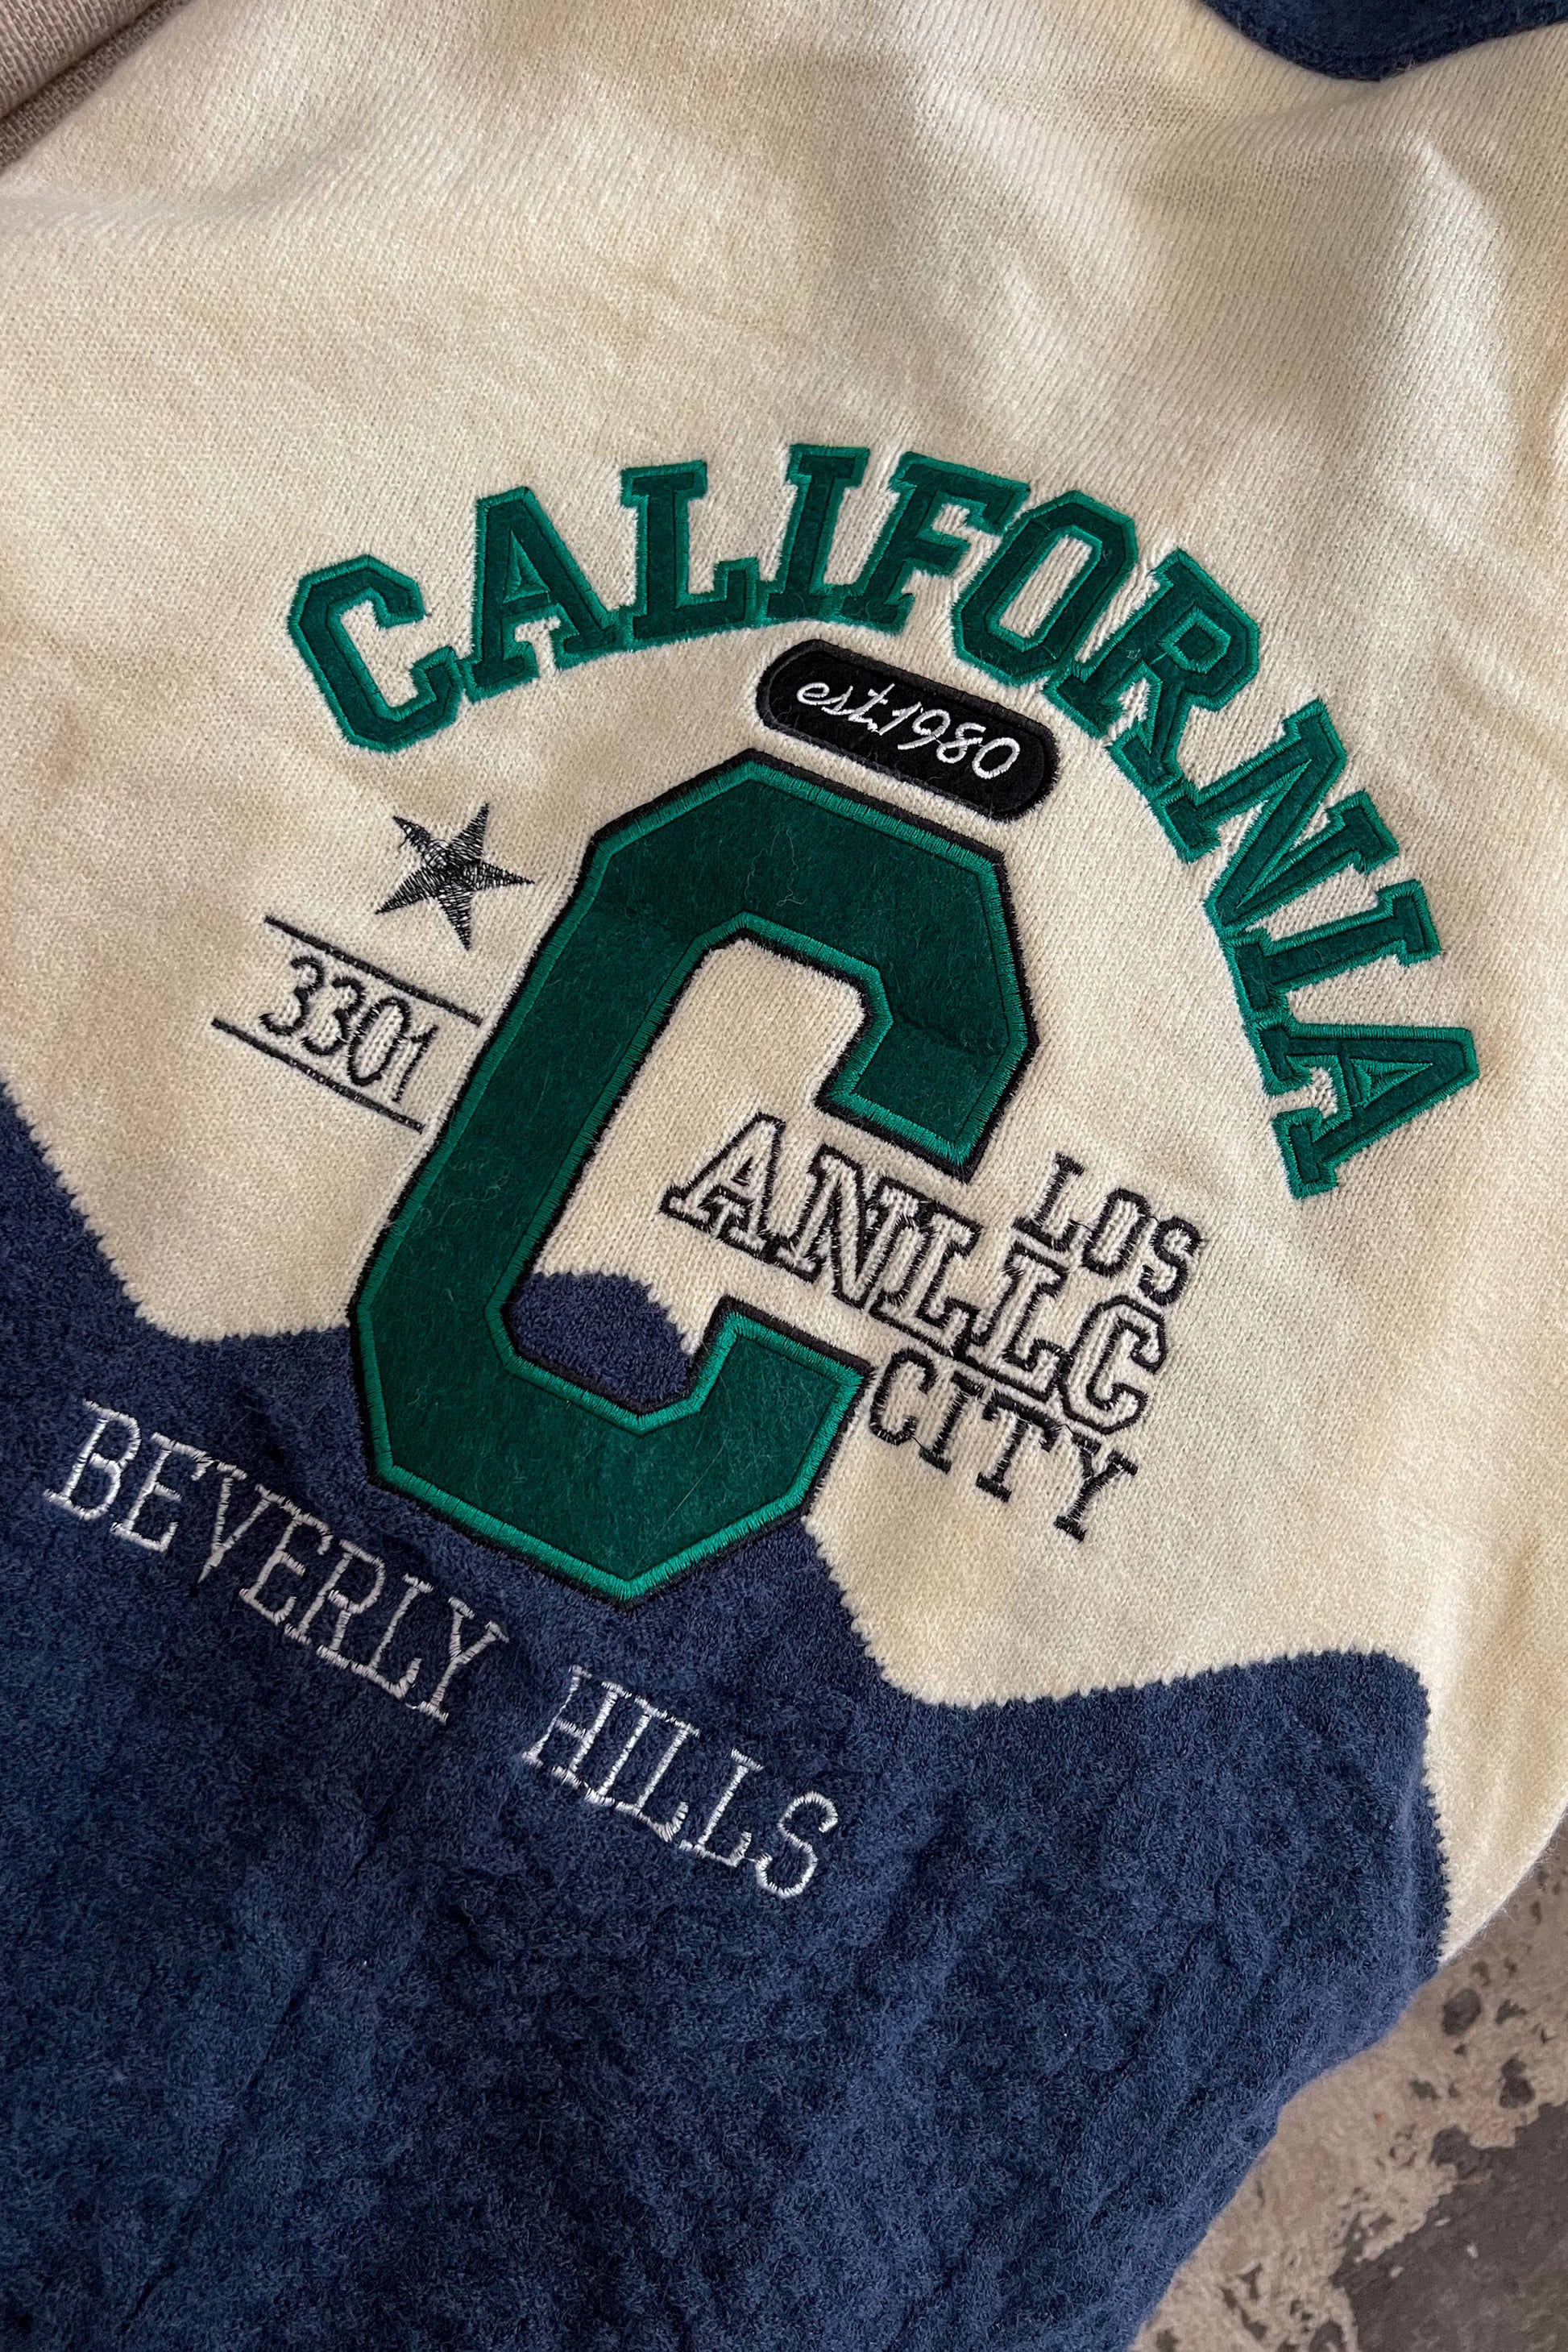 CALIFORNIA
est.1980
C
3301
LOS
ANLLC
CITY
BEVERLY HILLS